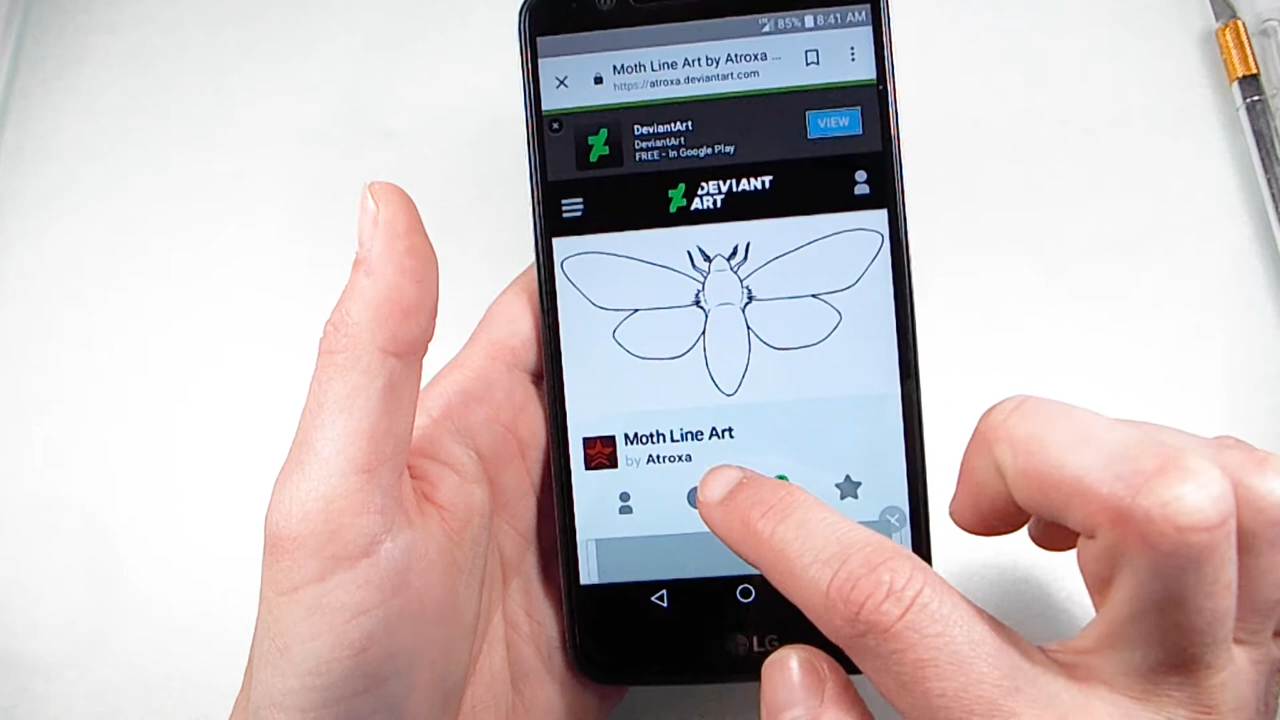 LTE 85% 8:41 AM
Moth Line Art by Atroxa ...
https://atroxa.deviantart.com
DeviantArt
DeviantArt
FREE - In Google Play
VIEW
DEVIANT
ART
Moth Line Art
by Atroxa
LG